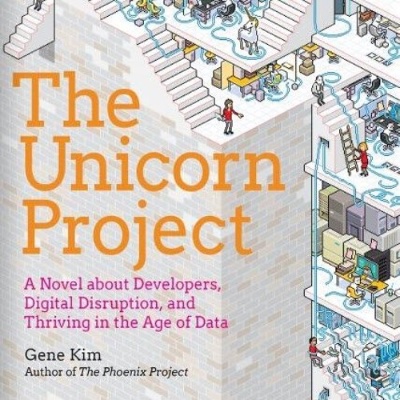 The
Unicorn
Project
A Novel about Developers,
Digital Disruption, and
Thriving in the Age of Data
Gene Kim
Author of The Phoenix Project